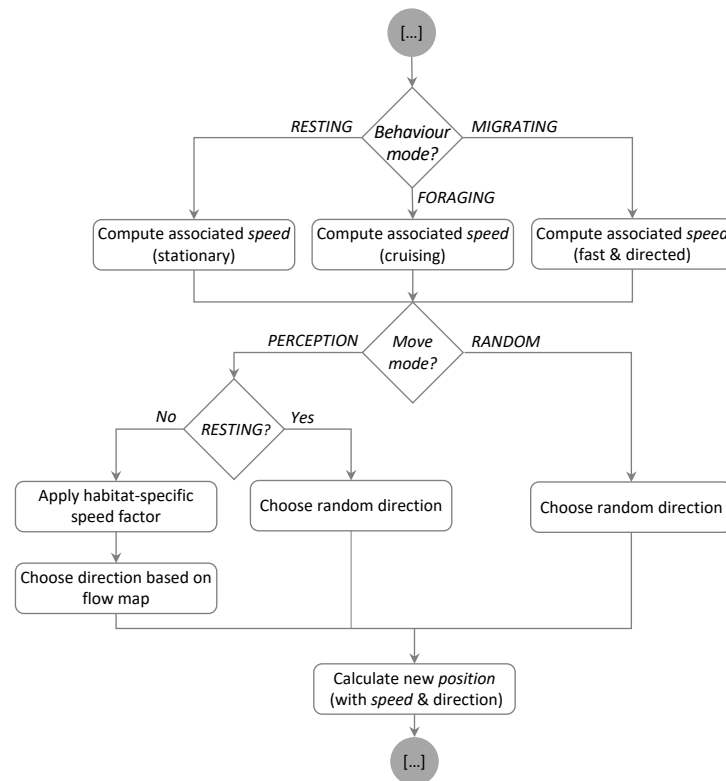 [...]
RESTING
Behaviour
mode?
MIGRATING
FORAGING
Compute associated speed
(stationary)
Compute associated speed
(cruising)
Compute associated speed
(fast & directed)
PERCEPTION
Move
mode?
RANDOM
No
RESTING?
Yes
Apply habitat-specific
speed factor
Choose random direction
Choose random direction
Choose direction based on
flow map
Calculate new position
(with speed & direction)
[...]